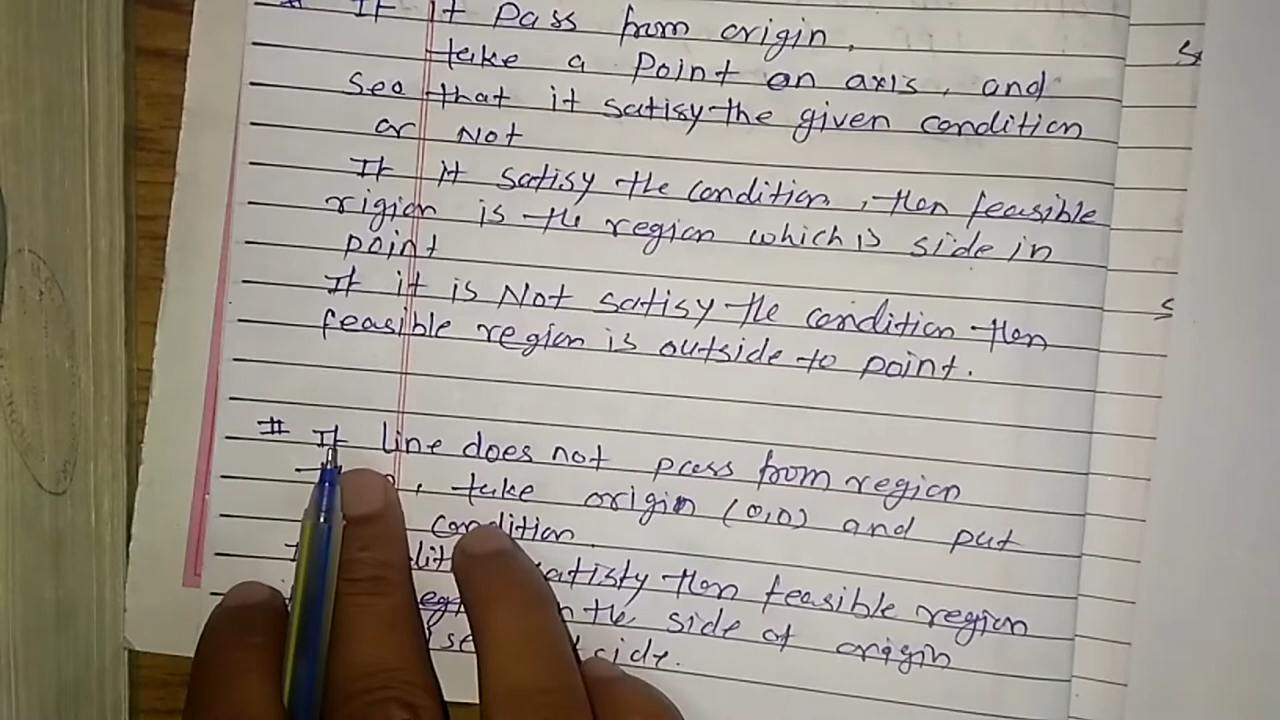 # If it Pass from origin,
take a Point on axis, and
see that it satisy the given condition
or Not
If it satisy the condition, then feasible
rigion is the region which is side in
point
If it is Not satisy the condition then
feasible region is outside to point.
# If line does not pass from region
, take origin (0,0) and put
condition
satisfy then feasible region
in the side of origin
side.